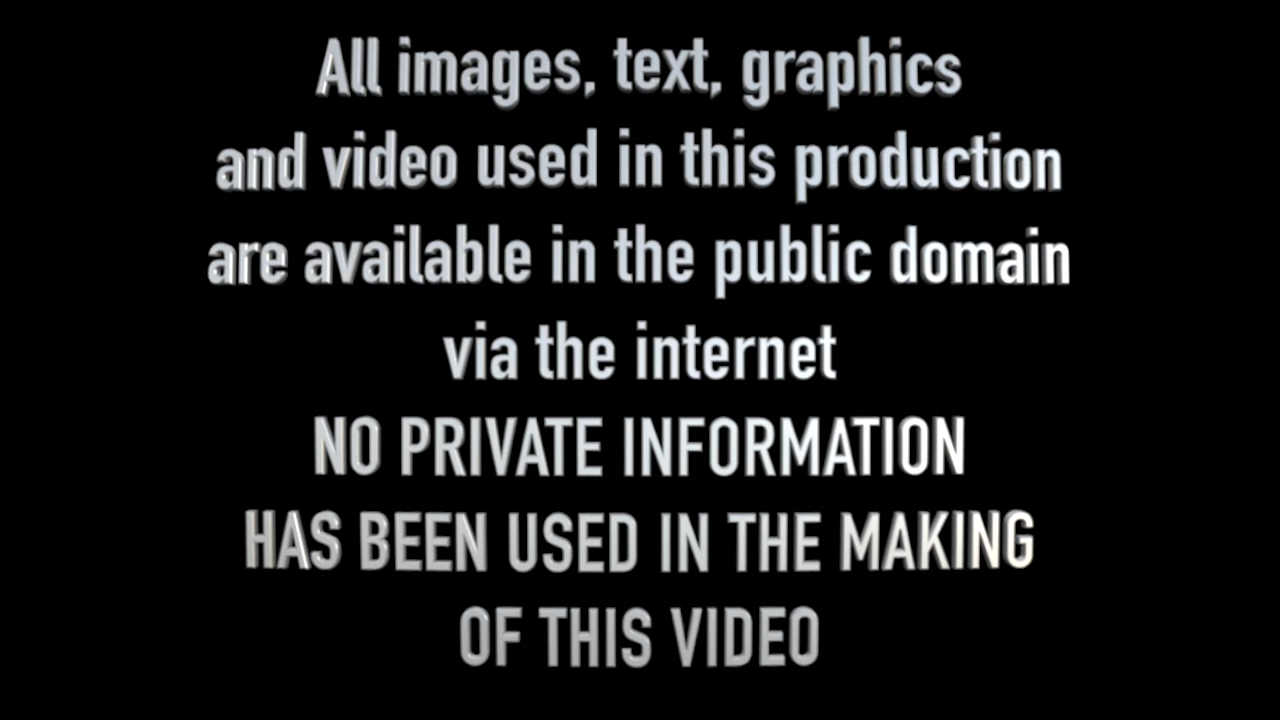 All images, text, graphics
and video used in this production
are available in the public domain
via the internet
NO PRIVATE INFORMATION
HAS BEEN USED IN THE MAKING
OF THIS VIDEO